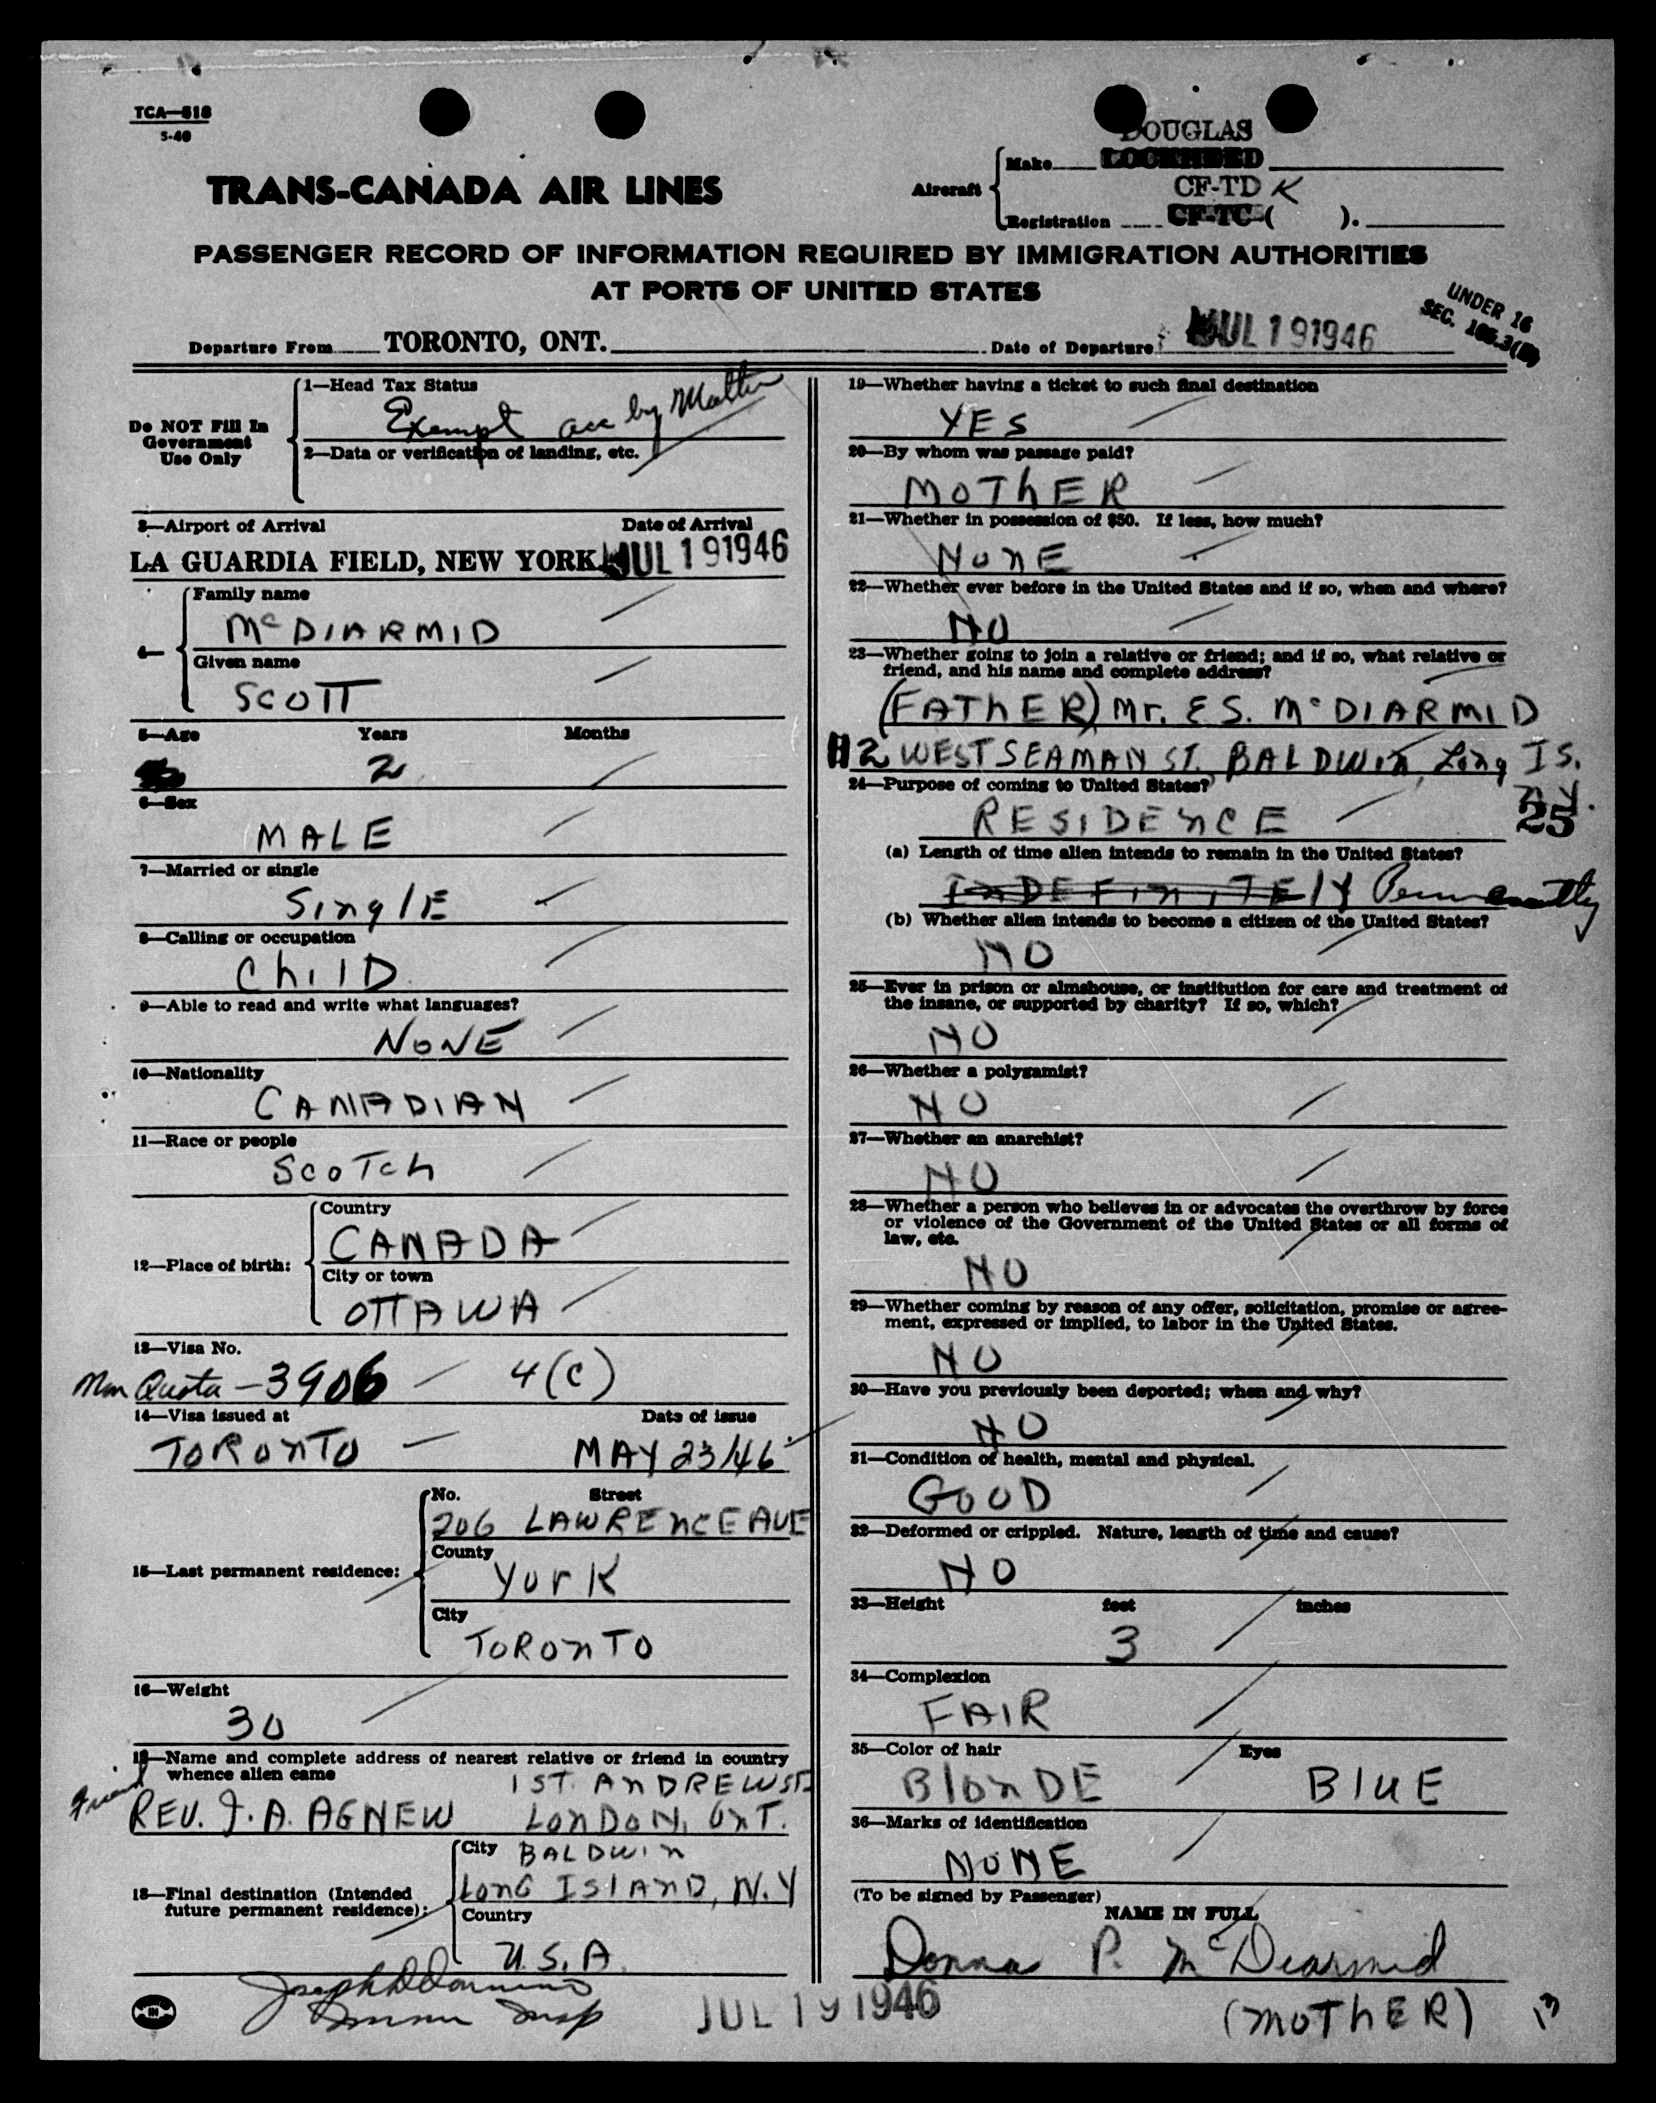 TCA—518
5-46
TRANS-CANADA AIR LINES
Aircraft
Make
DOUGLAS
LOCKHEED
CF-TD K
Registration CF-TC-( ).
PASSENGER RECORD OF INFORMATION REQUIRED BY IMMIGRATION AUTHORITIES
AT PORTS OF UNITED STATES
UNDER 16
SEC.
Departure From TORONTO, ONT. Date of Departure JUL 19 1946
Do NOT Fill In
Government
Use Only
1—Head Tax Status
Exempt acc by Mother
2—Data or verification of landing, etc.
3—Airport of Arrival Date of Arrival
LA GUARDIA FIELD, NEW YORK JUL 19 1946
4—
Family name
McDIARMID
Given name
SCOTT
5—Age Years Months
2
6—Sex
MALE
7—Married or single
SinglE
8—Calling or occupation
ChilD
9—Able to read and write what languages?
NONE
10—Nationality
CANADIAN
11—Race or people
ScoTch
12—Place of birth:
Country
CANADA
City or town
OTTAWA
13—Visa No.
Non Quota - 3906 4(c)
14—Visa issued at Date of issue
TORONTO MAY 23/46
15—Last permanent residence:
No. Street
206 LAWRENCE AVE
County
York
City
TORONTO
16—Weight
30
17—Name and complete address of nearest relative or friend in country
whence alien came
Friend
1 ST. ANDREW ST.
REV. J. A. AGNEW LONDON, ONT.
18—Final destination (Intended
future permanent residence):
City BALDWIN
LONG ISLAND, N.Y
Country
U.S.A.
Immn Insp
JUL 19 1946
19—Whether having a ticket to such final destination
YES
20—By whom was passage paid?
MOThER
21—Whether in possession of $50. If less, how much?
NonE
22—Whether ever before in the United States and if so, when and where?
NO
23—Whether going to join a relative or friend; and if so, what relative or
friend, and his name and complete address?
(FAThER) Mr. E S. McDIARMID
112 WEST SEAMAN ST. BALDWIN, Long IS.
N.Y.
24—Purpose of coming to United States?
RESIDENCE
25
(a) Length of time alien intends to remain in the United States?
InDEFiniTEly Permanently
(b) Whether alien intends to become a citizen of the United States?
NO
25—Ever in prison or almshouse, or institution for care and treatment of
the insane, or supported by charity? If so, which?
NO
26—Whether a polygamist?
NO
27—Whether an anarchist?
NO
28—Whether a person who believes in or advocates the overthrow by force
or violence of the Government of the United States or all forms of
law, etc.
NO
29—Whether coming by reason of any offer, solicitation, promise or agree-
ment, expressed or implied, to labor in the United States.
NO
30—Have you previously been deported; when and why?
NO
31—Condition of health, mental and physical.
GOOD
32—Deformed or crippled. Nature, length of time and cause?
NO
33—Height feet inches
3
34—Complexion
FAIR
35—Color of hair Eyes
BlonDE BluE
36—Marks of identification
NONE
(To be signed by Passenger)
NAME IN FULL
Donna P. McDiarmid
(MOThER)